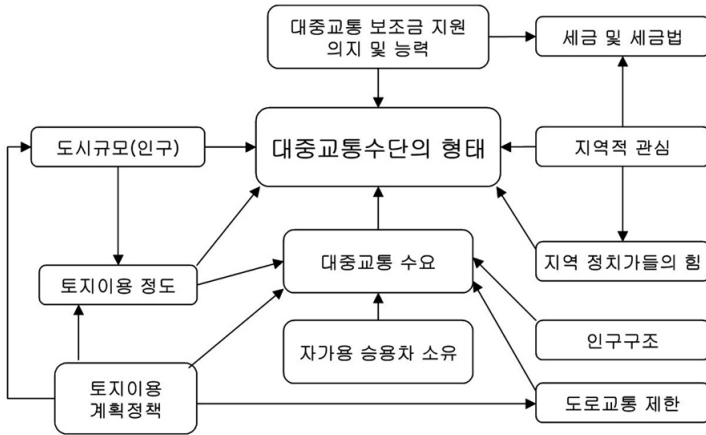 대중교통 보조금 지원
의지 및 능력
세금 및 세금법
도시규모(인구)
대중교통수단의 형태
지역적 관심
토지이용 정도
대중교통 수요
지역 정치가들의 힘
자가용 승용차 소유
인구구조
토지이용
계획정책
도로교통 제한